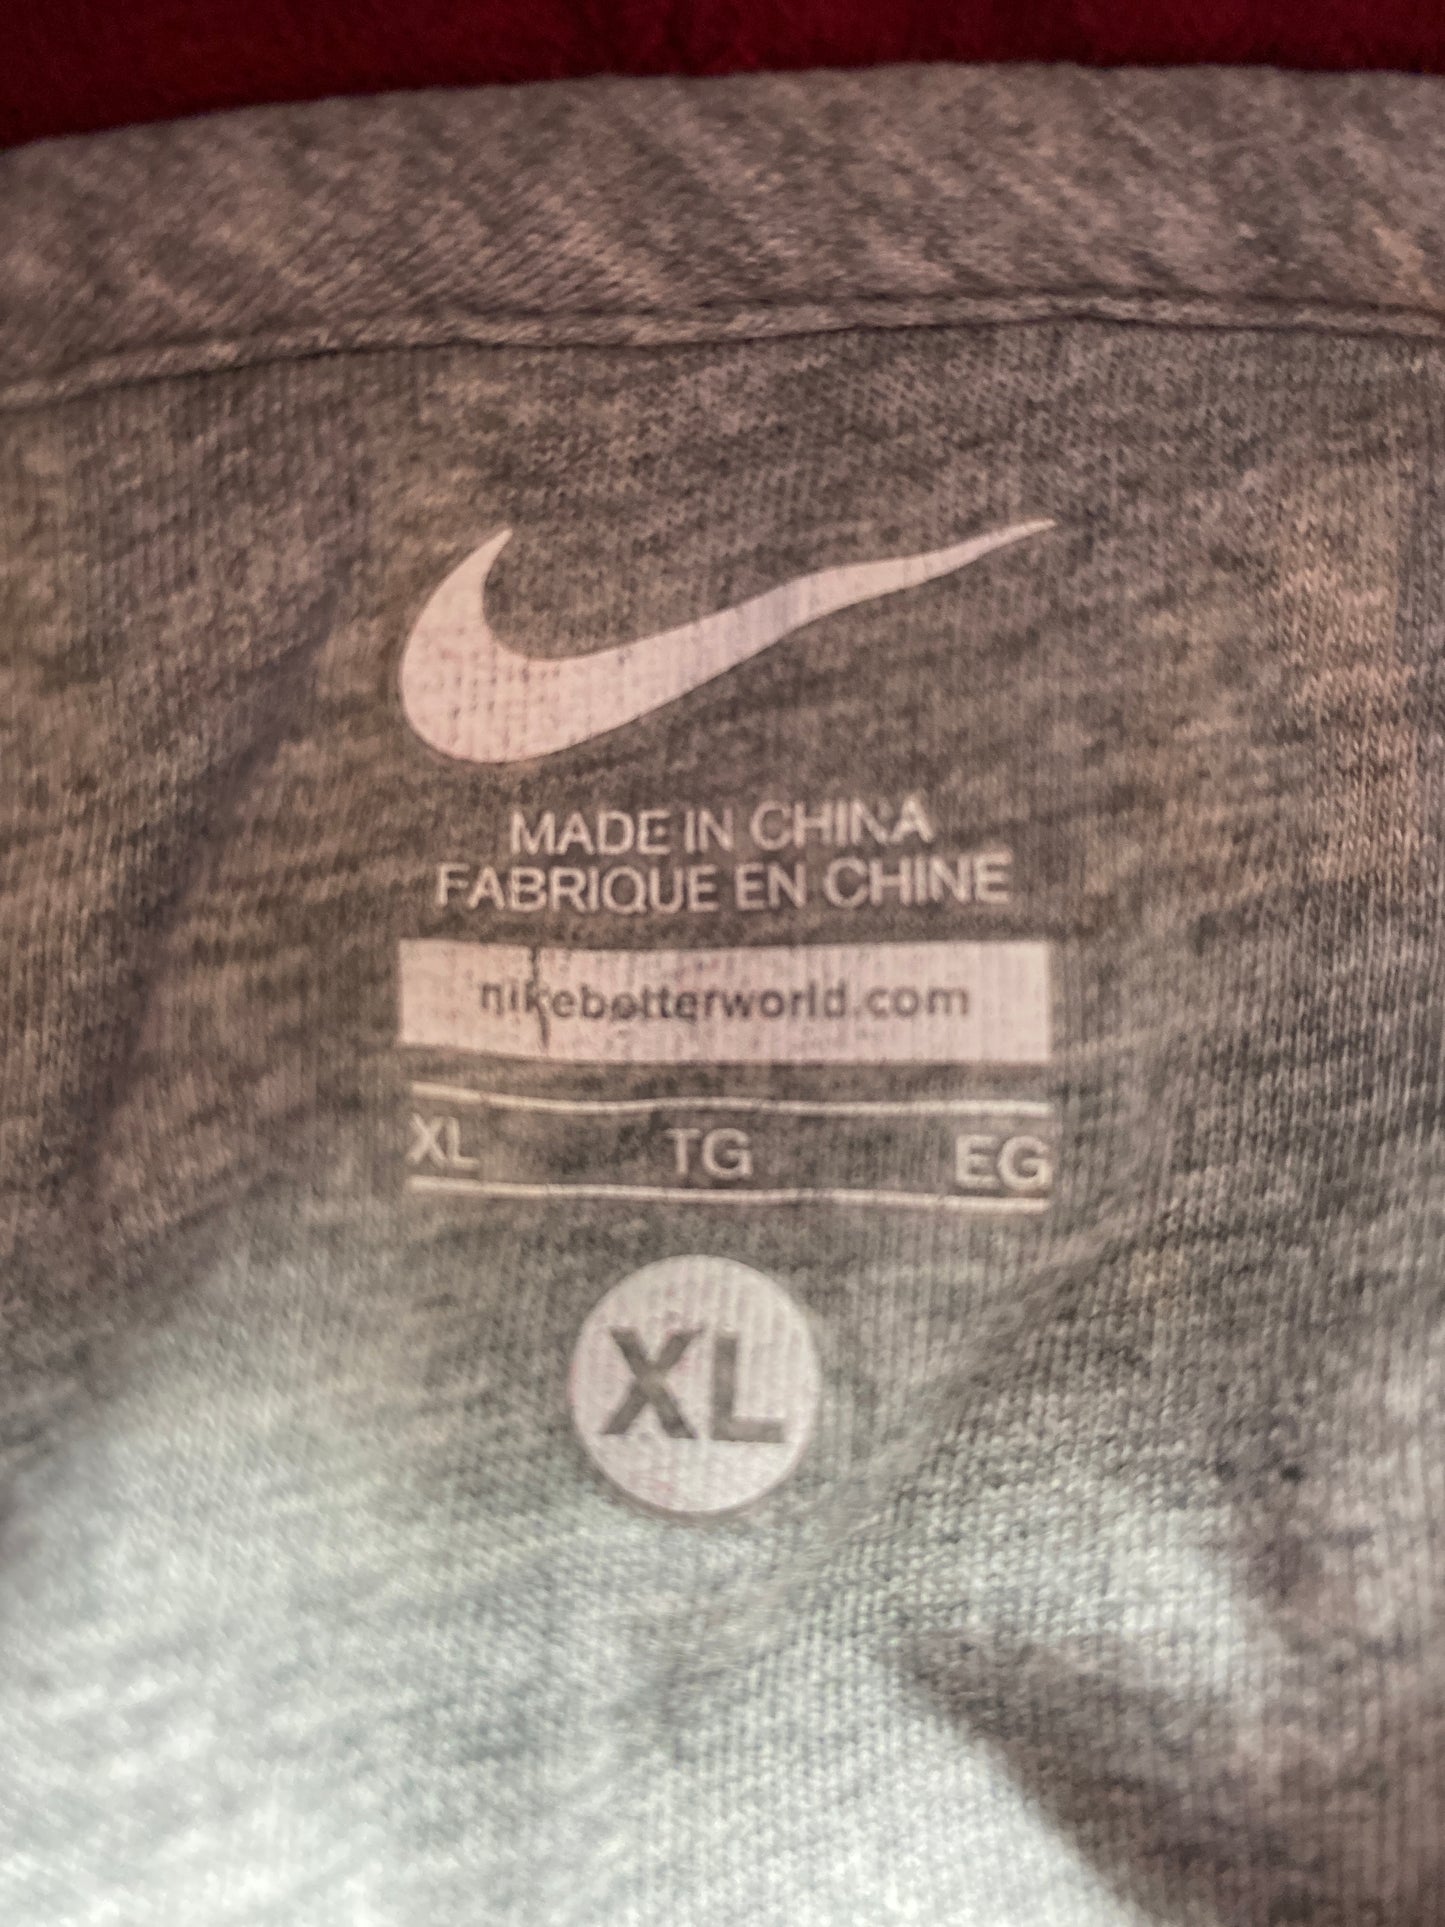 MADE IN CHINA
FABRIQUE EN CHINE
nikebetterworld.com
XL TG EG
XL